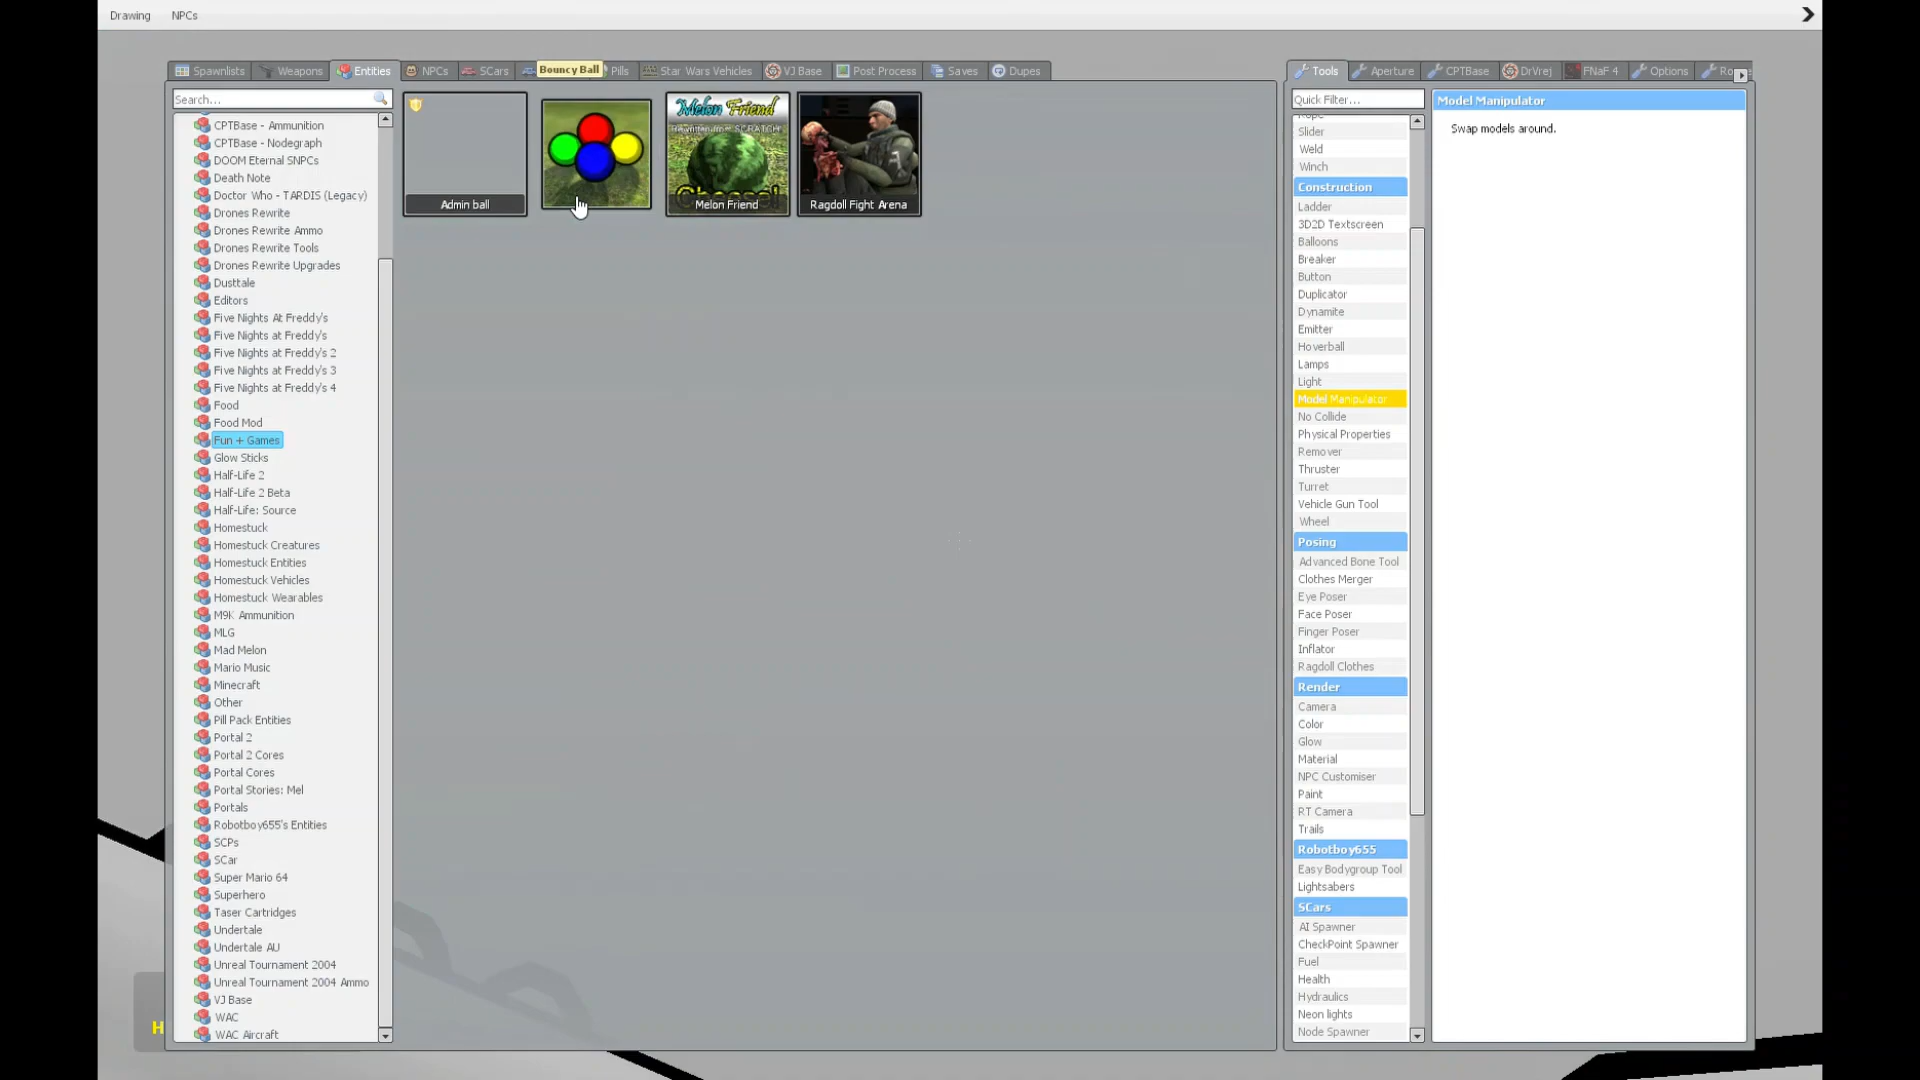 Drawing NPCs
Spawnlists Weapons Entities NPCs SCars Bouncy Ball Pills Star Wars Vehicles VJ Base Post Process Saves Dupes
Search...
CPTBase - Ammunition
CPTBase - Nodegraph
DOOM Eternal SNPCs
Death Note
Doctor Who - TARDIS (Legacy)
Drones Rewrite
Drones Rewrite Ammo
Drones Rewrite Tools
Drones Rewrite Upgrades
Dusttale
Editors
Five Nights At Freddy's
Five Nights at Freddy's
Five Nights at Freddy's 2
Five Nights at Freddy's 3
Five Nights at Freddy's 4
Food
Food Mod
Fun + Games
Glow Sticks
Half-Life 2
Half-Life 2 Beta
Half-Life: Source
Homestuck
Homestuck Creatures
Homestuck Entities
Homestuck Vehicles
Homestuck Wearables
M9K Ammunition
MLG
Mad Melon
Mario Music
Minecraft
Other
Pill Pack Entities
Portal 2
Portal 2 Cores
Portal Cores
Portal Stories: Mel
Portals
Robotboy655's Entities
SCPs
SCar
Super Mario 64
Superhero
Taser Cartridges
Undertale
Undertale AU
Unreal Tournament 2004
Unreal Tournament 2004 Ammo
VJ Base
WAC
WAC Aircraft
H
Admin ball
Melon Friend
Rewritten from SCRATCH!
Melon Friend
Ragdoll Fight Arena
Tools Aperture CPTBase DrVrej FNaF 4 Options
Quick Filter...
Slider
Weld
Winch
Construction
Ladder
3D2D Textscreen
Balloons
Breaker
Button
Duplicator
Dynamite
Emitter
Hoverball
Lamps
Light
Model Manipulator
No Collide
Physical Properties
Remover
Thruster
Turret
Vehicle Gun Tool
Wheel
Posing
Advanced Bone Tool
Clothes Merger
Eye Poser
Face Poser
Finger Poser
Inflator
Ragdoll Clothes
Render
Camera
Color
Glow
Material
NPC Customiser
Paint
RT Camera
Trails
Robotboy655
Easy Bodygroup Tool
Lightsabers
SCars
AI Spawner
CheckPoint Spawner
Fuel
Health
Hydraulics
Neon lights
Node Spawner
Model Manipulator
Swap models around.